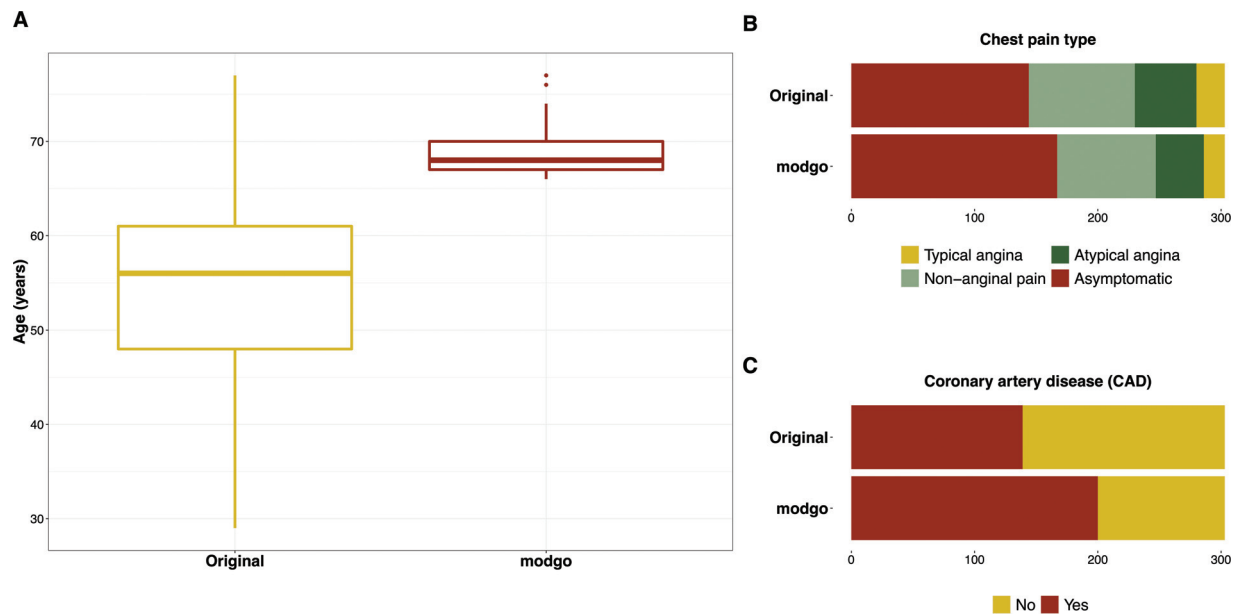 A
Age (years)
70
60
50
40
30
Original
modgo
B
Chest pain type
Original
modgo
0 100 200 300
Typical angina Atypical angina
Non−anginal pain Asymptomatic
C
Coronary artery disease (CAD)
Original
modgo
0 100 200 300
No Yes